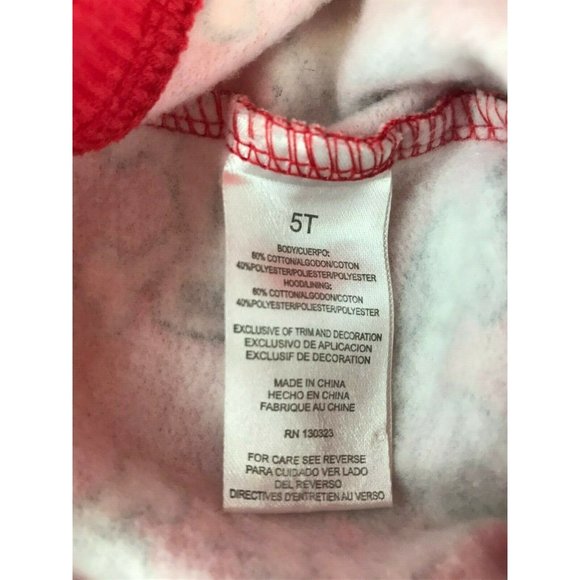 5T
BODY/CUERPO:
60% COTTON/ALGODON/COTON
40%POLYESTER/POLIESTER/POLYESTER
HOOD/LINING:
60% COTTON/ALGODON/COTON
40%POLYESTER/POLIESTER/POLYESTER
EXCLUSIVE OF TRIM AND DECORATION
EXCLUSIVO DE APLICACION
EXCLUSIF DE DECORATION
MADE IN CHINA
HECHO EN CHINA
FABRIQUE AU CHINE
RN 130323
FOR CARE SEE REVERSE
PARA CUIDADO VER LADO
DEL REVERSO
DIRECTIVES D'ENTRETIEN AU VERSO